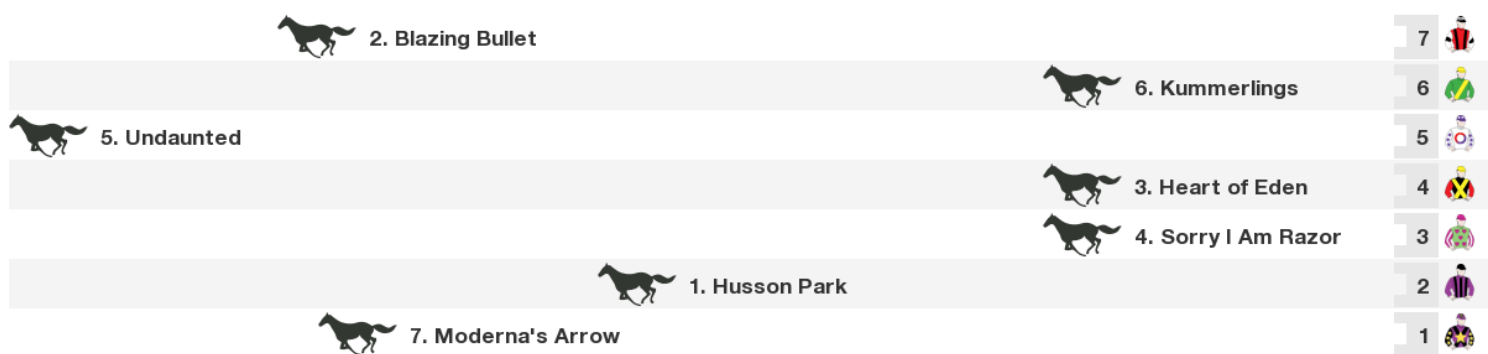 2. Blazing Bullet 7
6. Kummerlings 6
5. Undaunted 5
3. Heart of Eden 4
4. Sorry I Am Razor 3
1. Husson Park 2
7. Moderna's Arrow 1